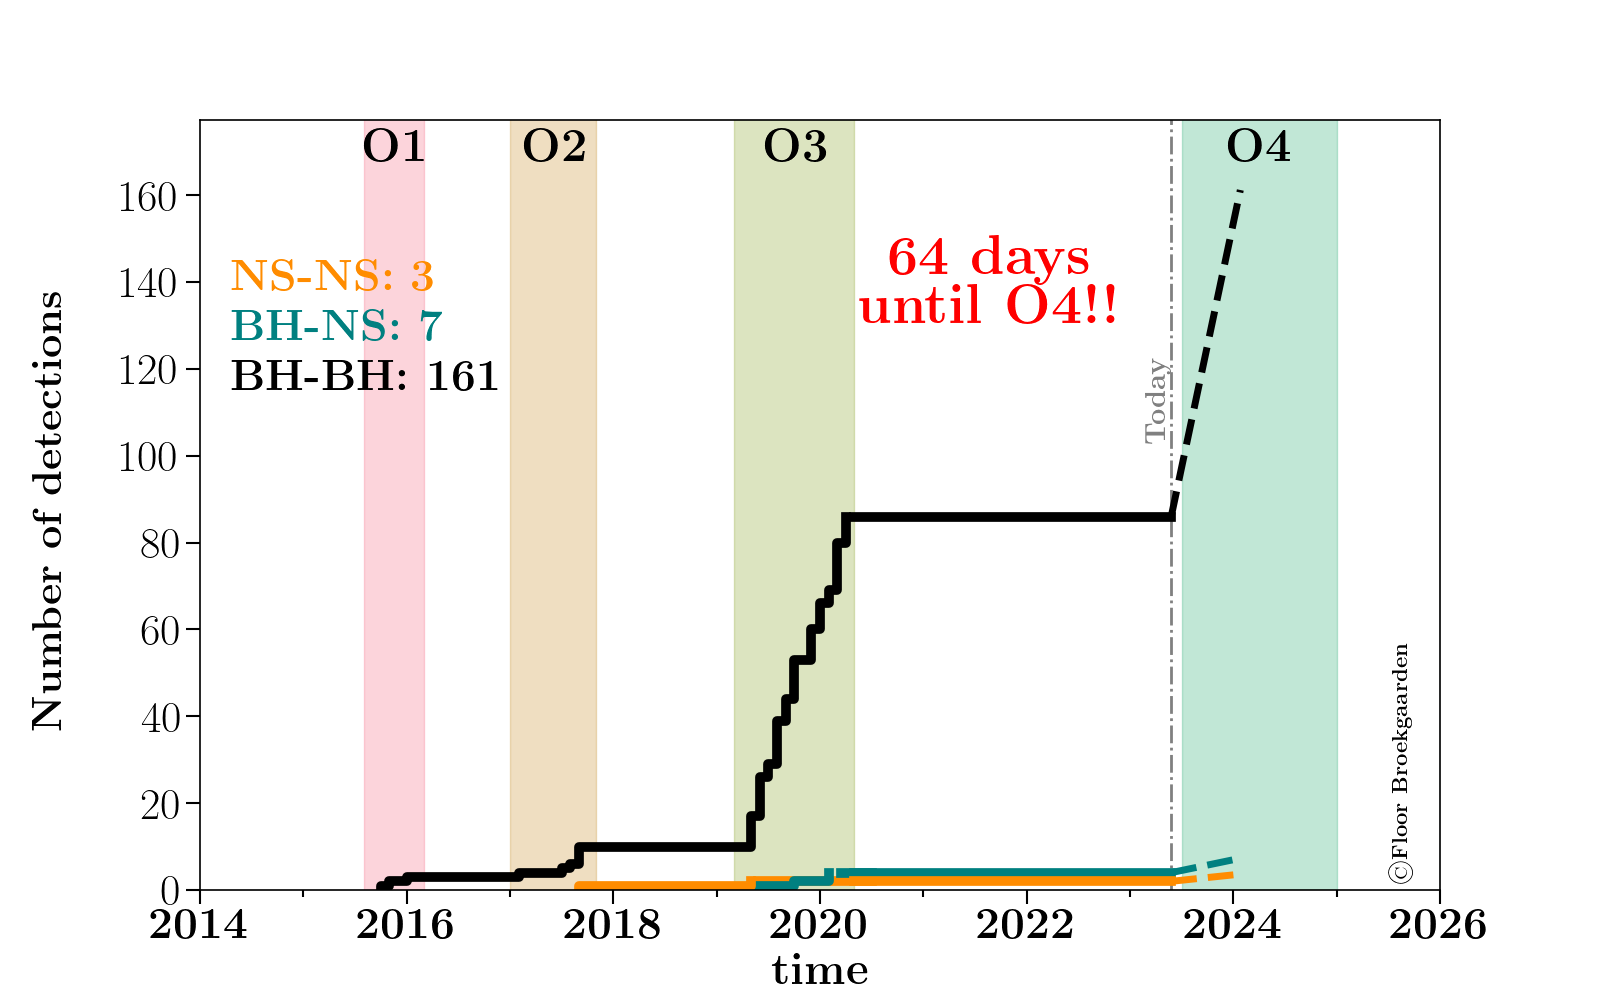 O1 O2 O3 O4
160
140
120
100
80
60
40
20
0
NS-NS: 3
BH-NS: 7
BH-BH: 161
64 days
until O4!!
Today
Number of detections
©Floor Broekgaarden
2014 2016 2018 2020 2022 2024 2026
time